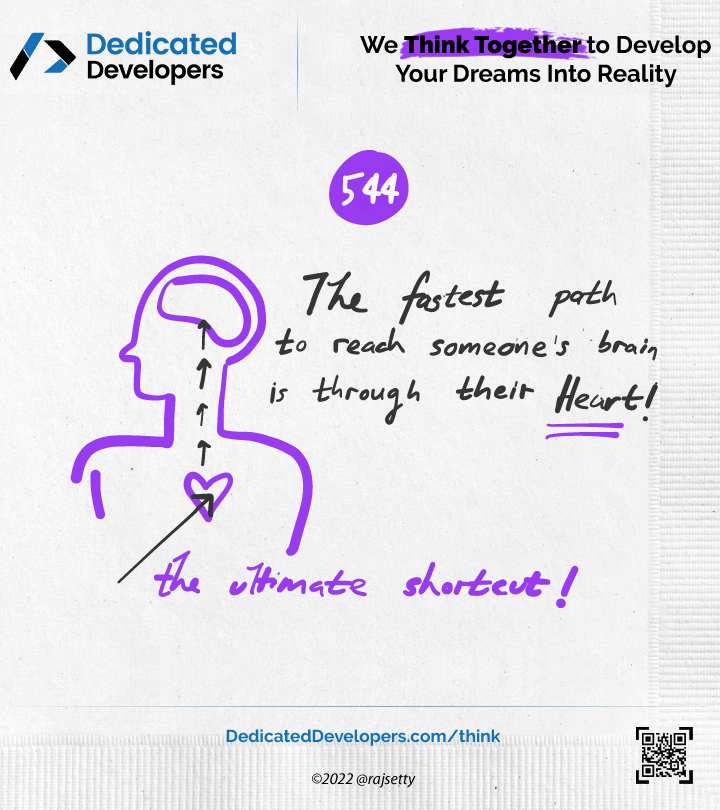 Dedicated
Developers
We Think Together to Develop
Your Dreams Into Reality
544
The fastest path
to reach someone's brain
is through their Heart!
the ultimate shortcut!
DedicatedDevelopers.com/think
©2022 @rajsetty